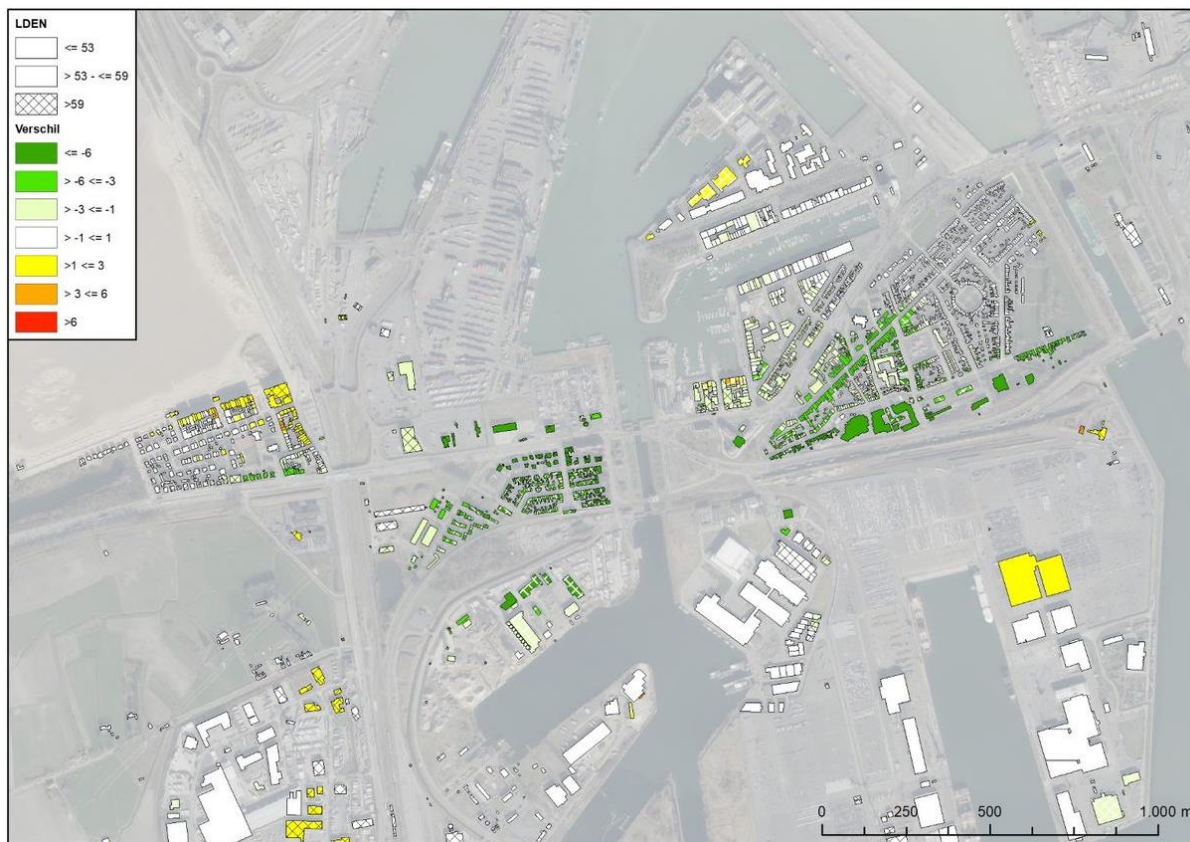 LDEN
<= 53
> 53 - <= 59
>59
Verschil
<= -6
> -6 <= -3
> -3 <= -1
> -1 <= 1
>1 <= 3
> 3 <= 6
>6
0 250 500 1.000 m